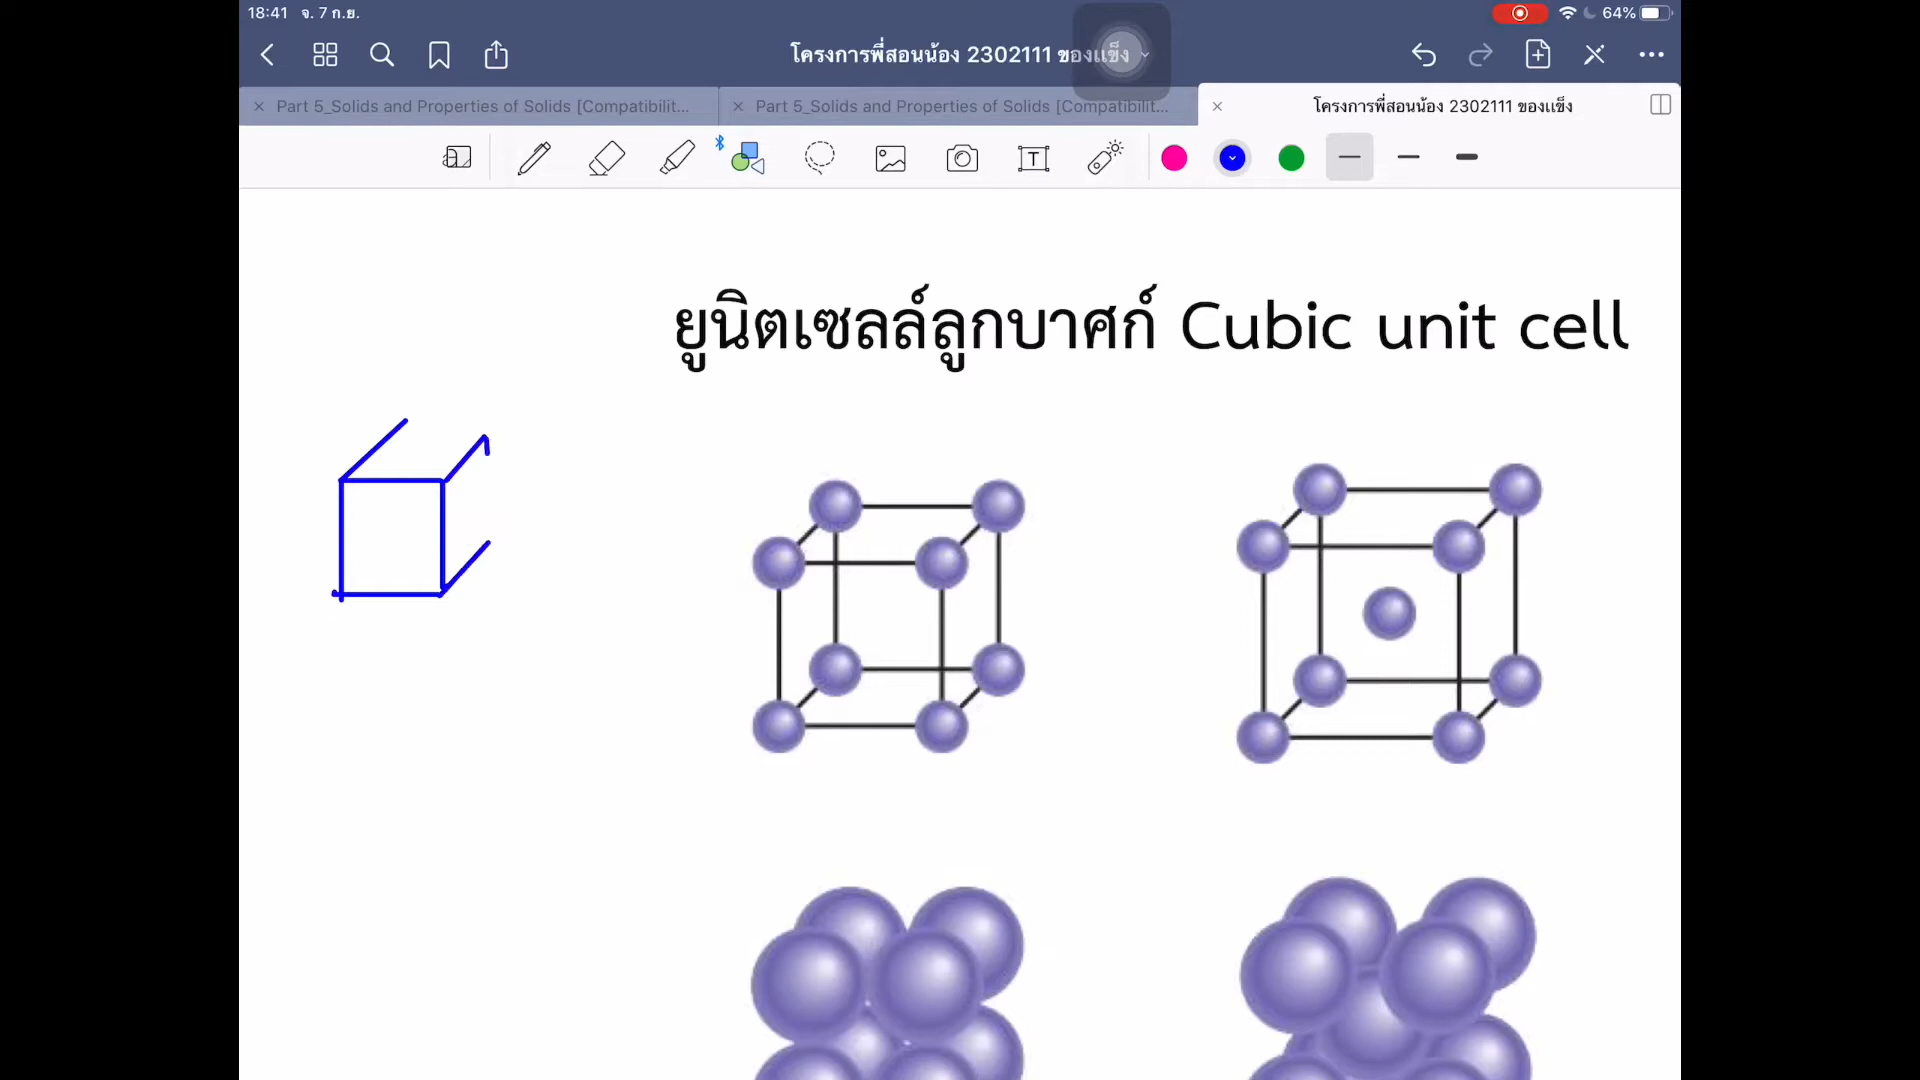 18:41 จ. 7 ก.ย.
64%
โครงการพี่สอนน้อง 2302111 ของแข็ง
Part 5_Solids and Properties of Solids [Compatibilit...
Part 5_Solids and Properties of Solids [Compatibilit...
โครงการพี่สอนน้อง 2302111 ของแข็ง
ยูนิตเซลล์ลูกบาศก์ Cubic unit cell